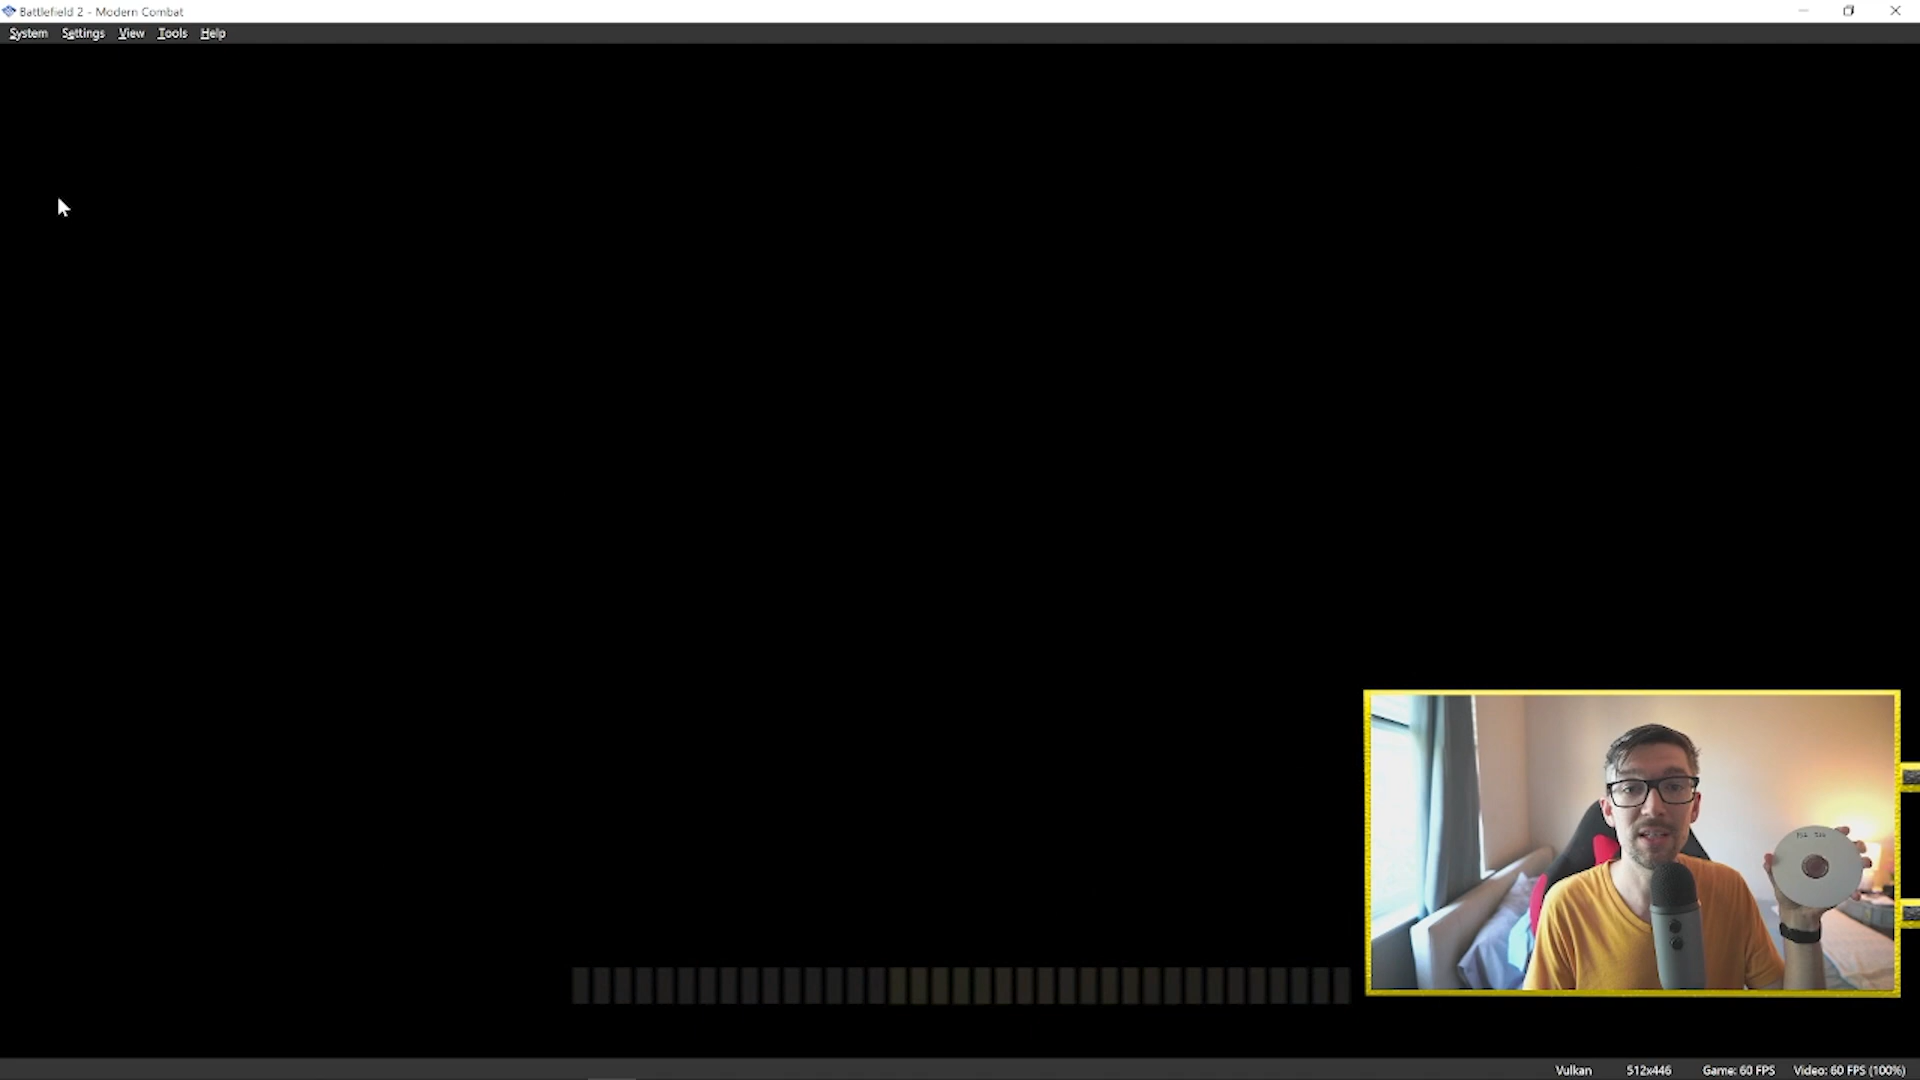 Battlefield 2 - Modern Combat
System Settings View Tools Help
Vulkan 512x446 Game: 60 FPS Video: 60 FPS (100%)